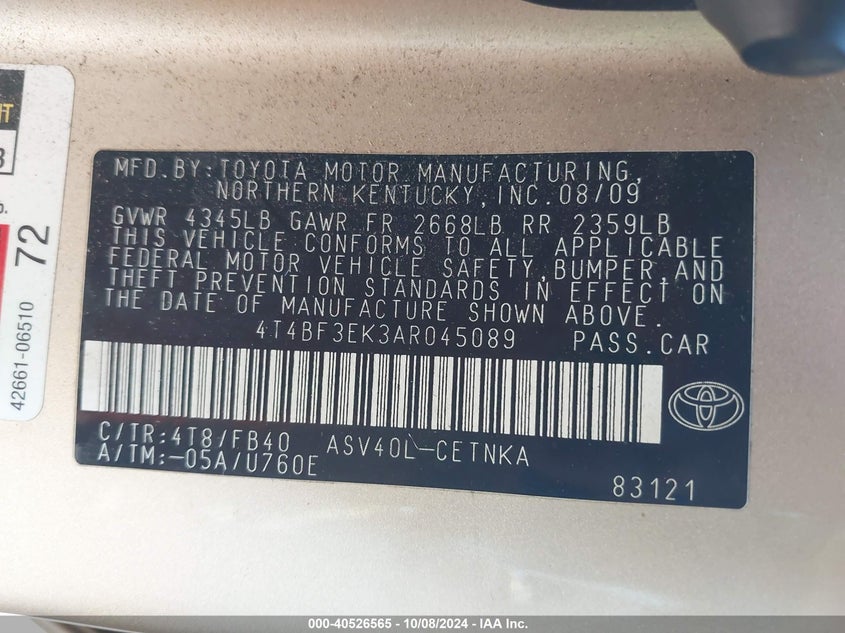 MFD.BY:TOYOTA MOTOR MANUFACTURING,
NORTHERN KENTUCKY,INC.08/09
GVWR 4345LB GAWR FR 2668LB RR 2359LB
THIS VEHICLE CONFORMS TO ALL APPLICABLE
FEDERAL MOTOR VEHICLE SAFETY,BUMPER,AND
THEFT PREVENTION STANDARDS IN EFFECT ON
THE DATE OF MANUFACTURE SHOWN ABOVE.
4T4BF3EK3AR045089 PASS.CAR
C/TR:4T8/FB40 ASV40L-CETNKA
A/TM:-05A/U760E
83121
72
42661-06510
000-40526565 - 10/08/2024 - IAA Inc.